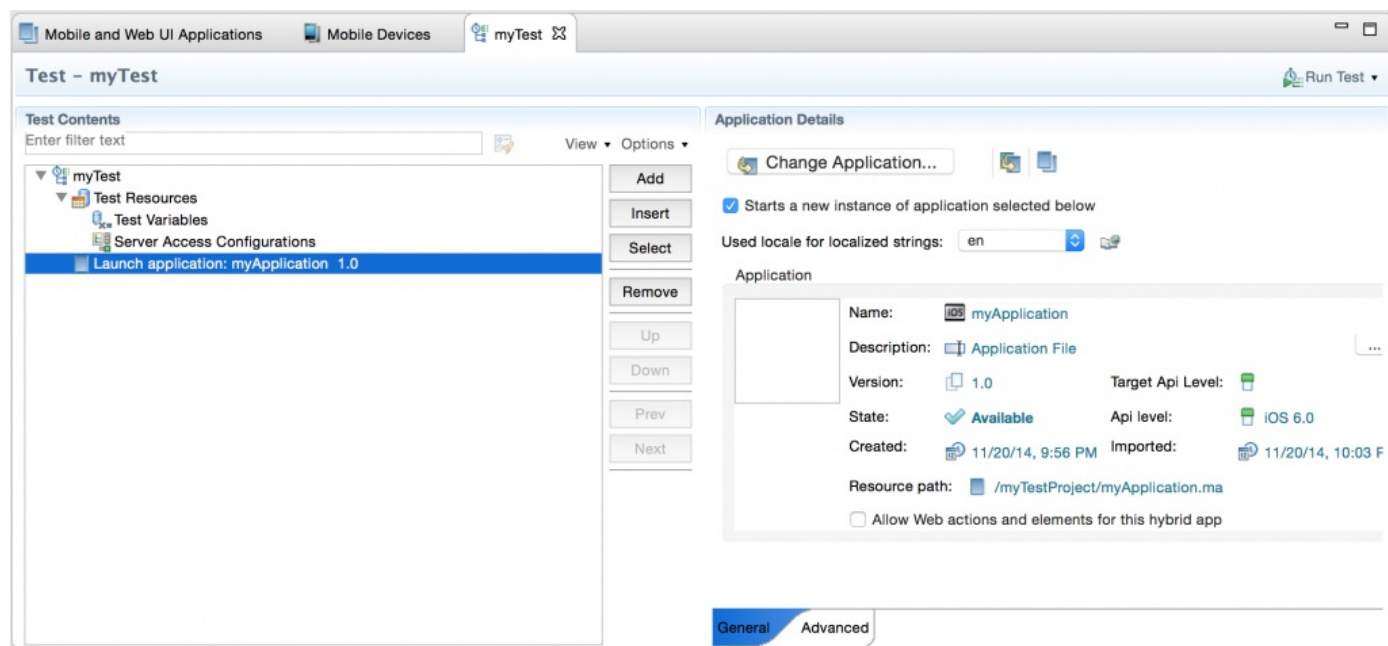 Mobile and Web UI Applications Mobile Devices myTest
Test - myTest Run Test
Test Contents
Enter filter text View Options
myTest
Test Resources
Test Variables
Server Access Configurations
Launch application: myApplication 1.0
Add
Insert
Select
Remove
Up
Down
Prev
Next
Application Details
Change Application...
Starts a new instance of application selected below
Used locale for localized strings: en
Application
Name: iOS myApplication
Description: Application File ...
Version: 1.0 Target Api Level:
State: Available Api level: iOS 6.0
Created: 11/20/14, 9:56 PM Imported: 11/20/14, 10:03 P
Resource path: /myTestProject/myApplication.ma
Allow Web actions and elements for this hybrid app
General Advanced